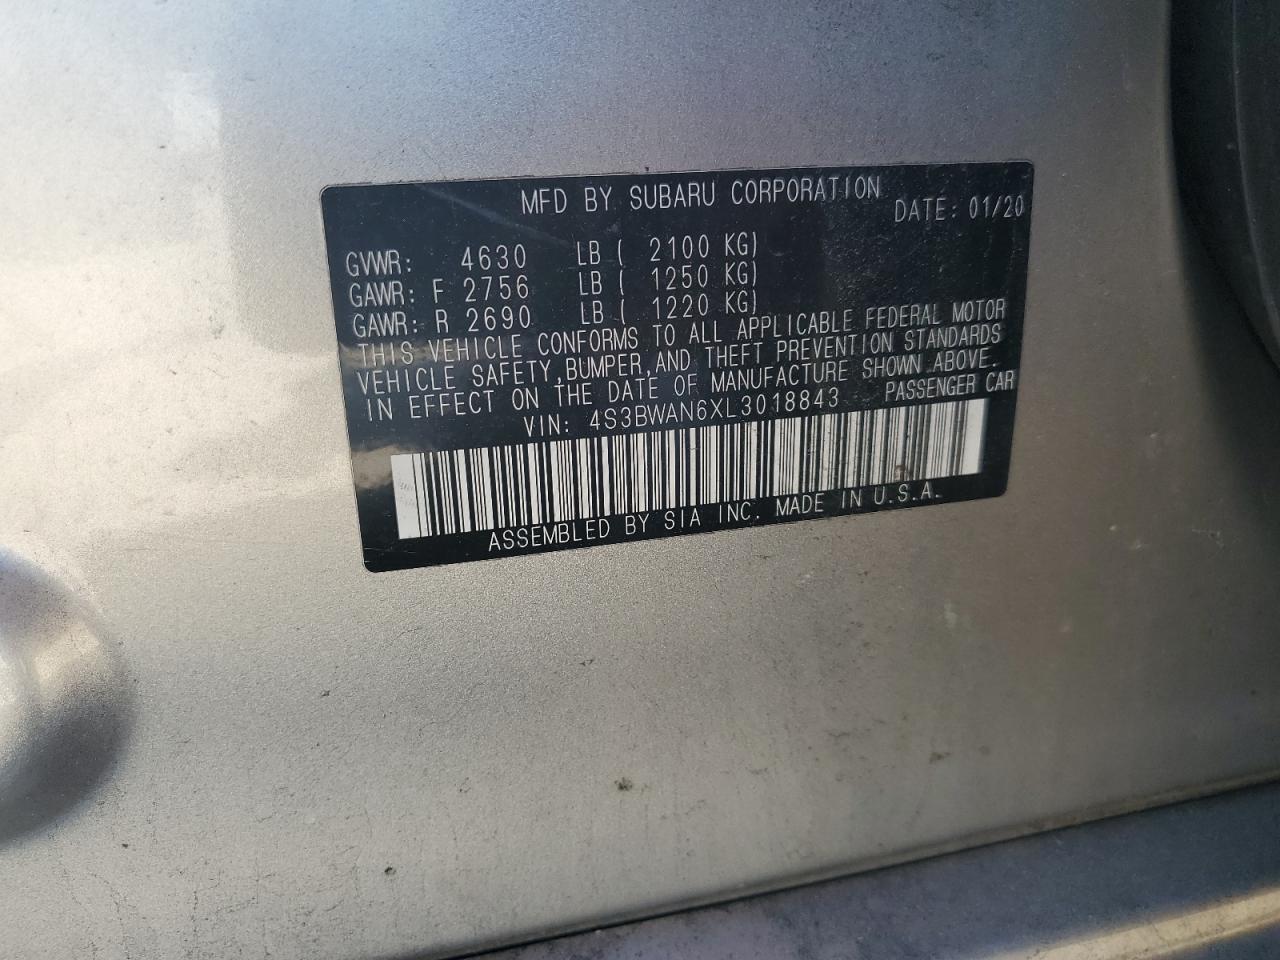 MFD BY SUBARU CORPORATION DATE: 01/20
GVWR: 4630 LB ( 2100 KG)
GAWR: F 2756 LB ( 1250 KG)
GAWR: R 2690 LB ( 1220 KG)
THIS VEHICLE CONFORMS TO ALL APPLICABLE FEDERAL MOTOR
VEHICLE SAFETY, BUMPER, AND THEFT PREVENTION STANDARDS
IN EFFECT ON THE DATE OF MANUFACTURE SHOWN ABOVE.
VIN: 4S3BWAN6XL3018843 PASSENGER CAR
ASSEMBLED BY SIA INC. MADE IN U.S.A.